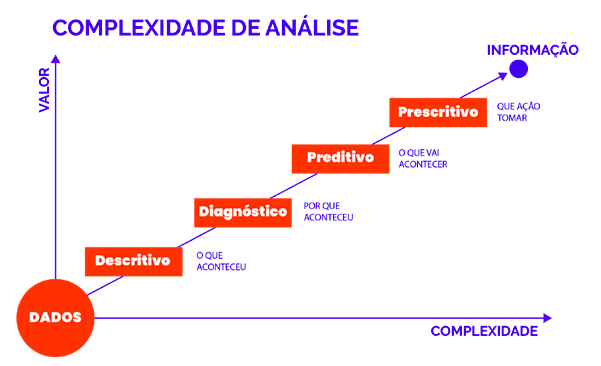 COMPLEXIDADE DE ANÁLISE
INFORMAÇÃO
VALOR
Prescritivo
QUE AÇÃO
TOMAR
Preditivo
O QUE VAI
ACONTECER
Diagnóstico
POR QUE
ACONTECEU
Descritivo
O QUE
ACONTECEU
DADOS
COMPLEXIDADE